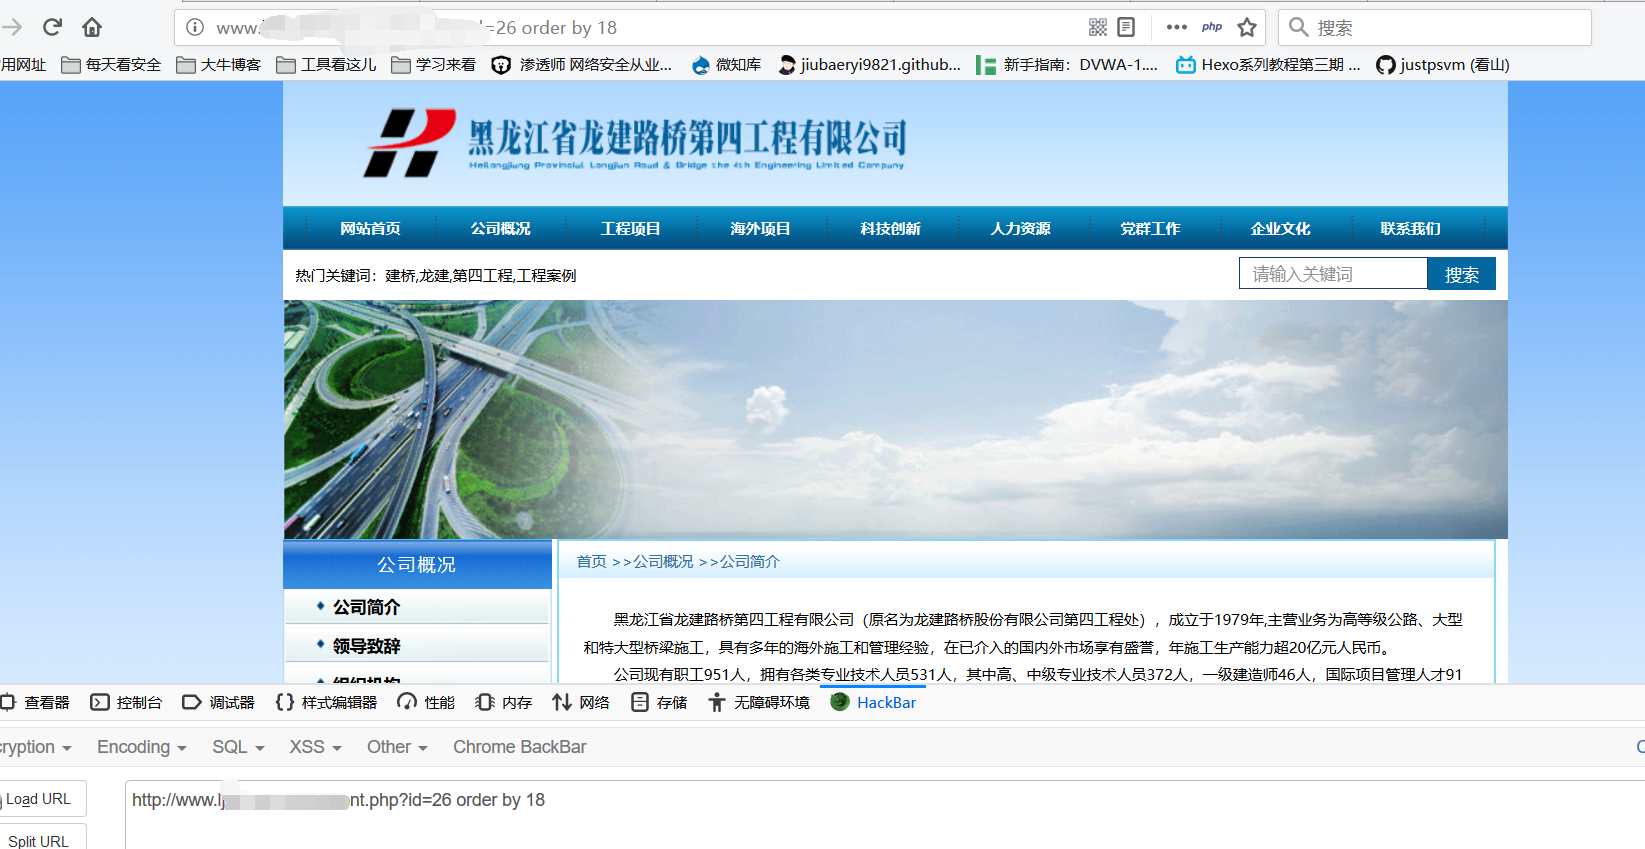 www. =26 order by 18 php 搜索
用网址 每天看安全 大牛博客 工具看这儿 学习来看 渗透师 网络安全从业... 微知库 jiubaeryi9821.github... 新手指南：DVWA-1.... Hexo系列教程第三期 ... justpsvm (看山)
黑龙江省龙建路桥第四工程有限公司
Heilongjiang Provincial Longjian Road & Bridge the 4th Engineering Limited Company
网站首页 公司概况 工程项目 海外项目 科技创新 人力资源 党群工作 企业文化 联系我们
热门关键词：建桥,龙建,第四工程,工程案例 请输入关键词 搜索
公司概况 首页 >>公司概况 >>公司简介
公司简介
领导致辞
组织机构
黑龙江省龙建路桥第四工程有限公司（原名为龙建路桥股份有限公司第四工程处），成立于1979年,主营业务为高等级公路、大型
和特大型桥梁施工，具有多年的海外施工和管理经验，在已介入的国内外市场享有盛誉，年施工生产能力超20亿元人民币。
公司现有职工951人，拥有各类专业技术人员531人，其中高、中级专业技术人员372人，一级建造师46人，国际项目管理人才91
查看器 控制台 调试器 样式编辑器 性能 内存 网络 存储 无障碍环境 HackBar
ryption Encoding SQL XSS Other Chrome BackBar
Load URL http://www.lj nt.php?id=26 order by 18
Split URL